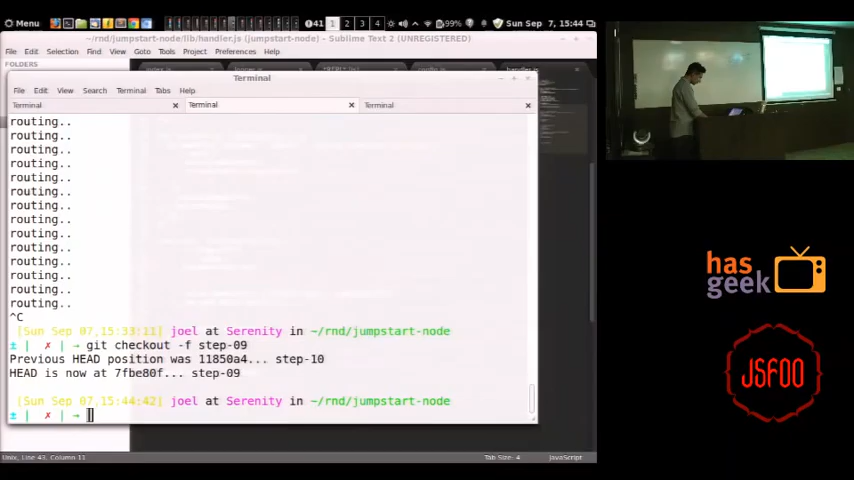 Menu 41 1 2 3 4 99% Sun Sep 7, 15:44
~/rnd/jumpstart-node/lib/handler.js (jumpstart-node) - Sublime Text 2 (UNREGISTERED)
File Edit Selection Find View Goto Tools Project Preferences Help
FOLDERS
Terminal
File Edit View Search Terminal Tabs Help
Terminal Terminal Terminal
routing..
routing..
routing..
routing..
routing..
routing..
routing..
routing..
routing..
routing..
routing..
routing..
routing..
routing..
^C
[Sun Sep 07,15:33:11] joel at Serenity in ~/rnd/jumpstart-node
± | ✗ | → git checkout -f step-09
Previous HEAD position was 11850a4... step-10
HEAD is now at 7fbe80f... step-09
[Sun Sep 07,15:44:42] joel at Serenity in ~/rnd/jumpstart-node
± | ✗ | →
Unix, Line 43, Column 11 Tab Size: 4 JavaScript
has
geek
JSFOO